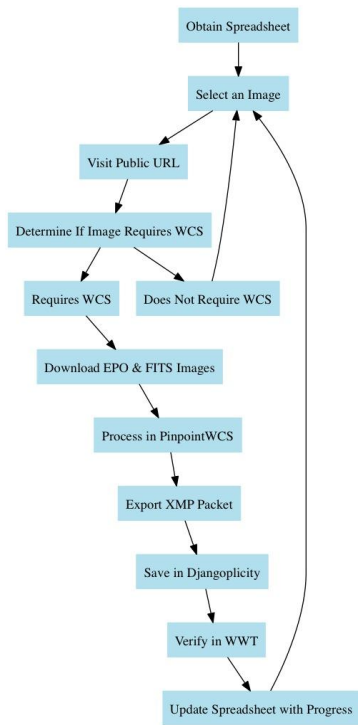 Obtain Spreadsheet
Select an Image
Visit Public URL
Determine If Image Requires WCS
Requires WCS
Does Not Require WCS
Download EPO & FITS Images
Process in PinpointWCS
Export XMP Packet
Save in Djangoplicity
Verify in WWT
Update Spreadsheet with Progress